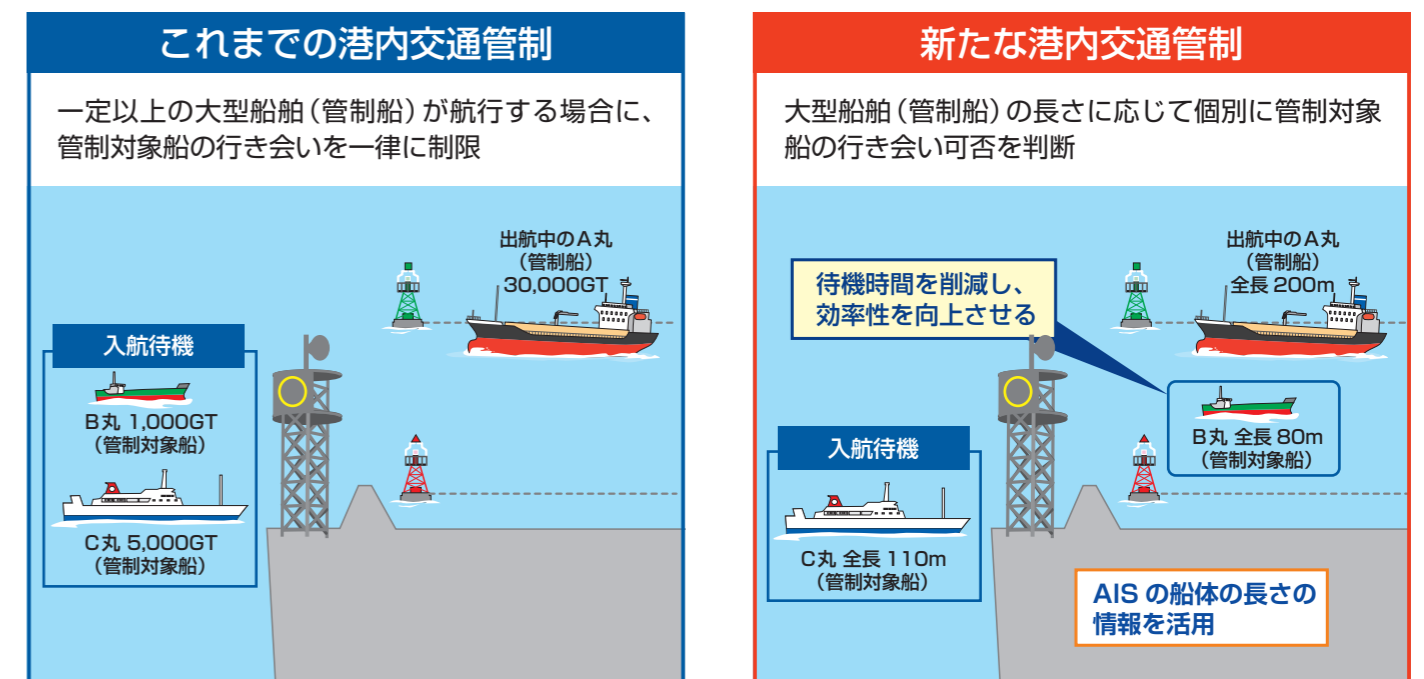 これまでの港内交通管制
一定以上の大型船舶(管制船)が航行する場合に、
管制対象船の行き会いを一律に制限
出航中のA丸
(管制船)
30,000GT
入航待機
B丸 1,000GT
(管制対象船)
C丸 5,000GT
(管制対象船)
新たな港内交通管制
大型船舶(管制船)の長さに応じて個別に管制対象
船の行き会い可否を判断
出航中のA丸
(管制船)
全長 200m
待機時間を削減し、
効率性を向上させる
B丸 全長 80m
(管制対象船)
入航待機
C丸 全長 110m
(管制対象船)
AIS の船体の長さの
情報を活用